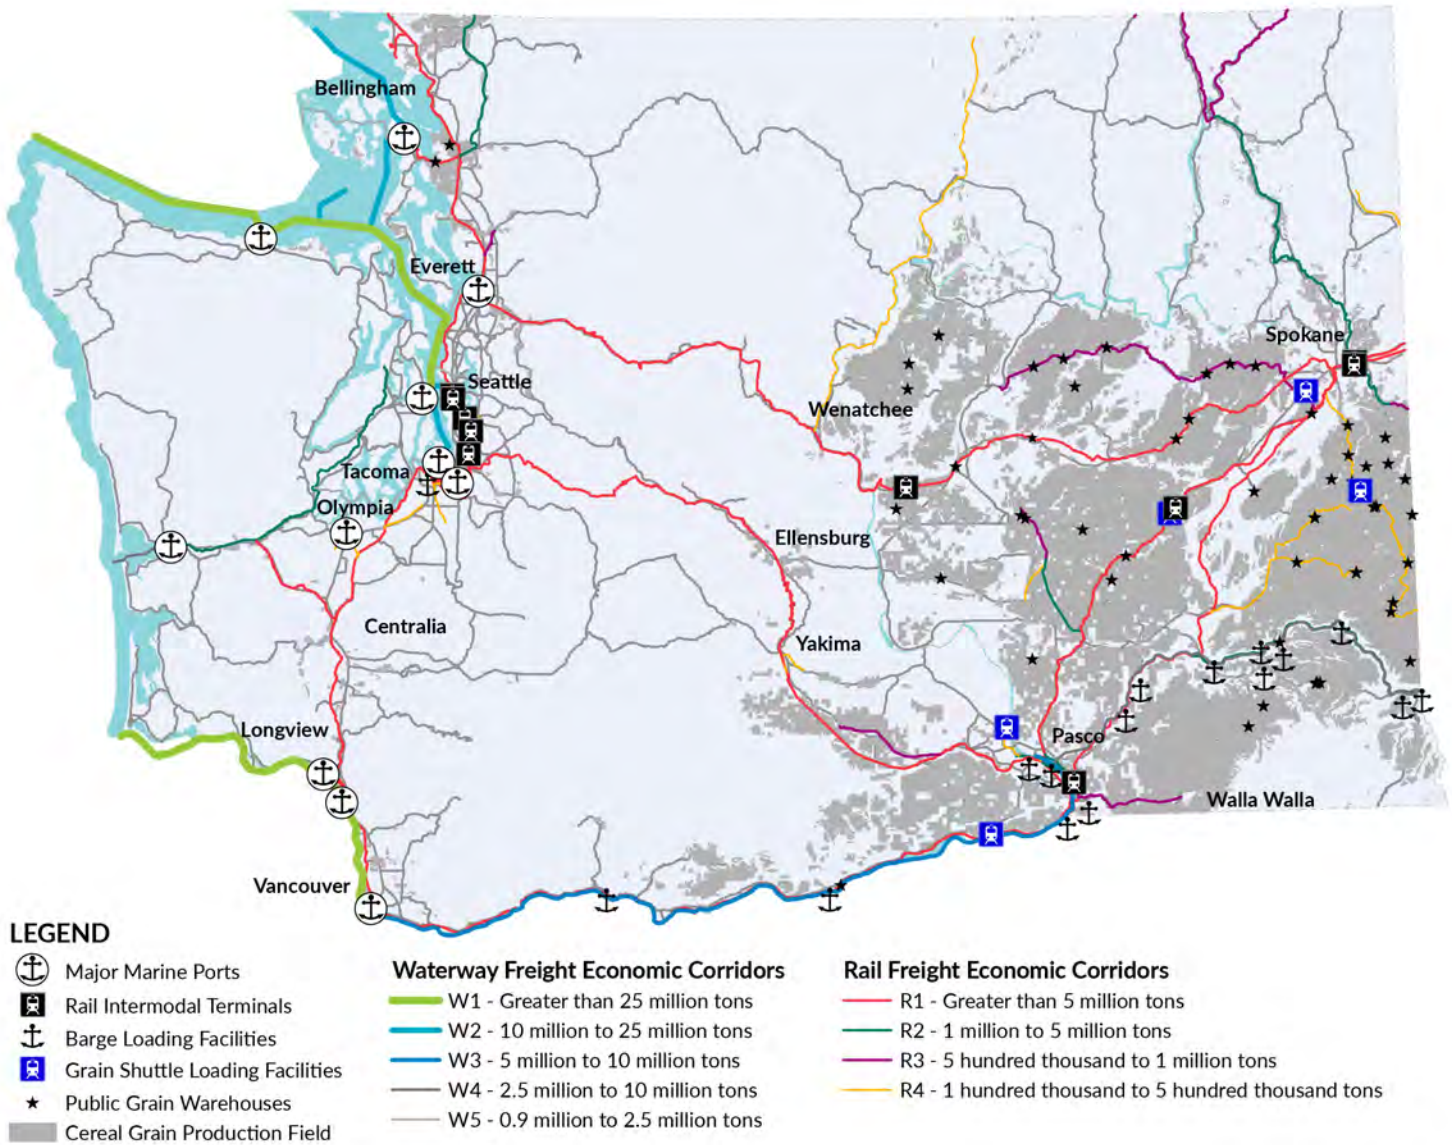 Bellingham
Everett
Seattle
Spokane
Wenatchee
Tacoma
Olympia
Ellensburg
Centralia
Yakima
Longview
Pasco
Walla Walla
Vancouver
LEGEND
Major Marine Ports
Rail Intermodal Terminals
Barge Loading Facilities
Grain Shuttle Loading Facilities
Public Grain Warehouses
Cereal Grain Production Field
Waterway Freight Economic Corridors
W1 - Greater than 25 million tons
W2 - 10 million to 25 million tons
W3 - 5 million to 10 million tons
W4 - 2.5 million to 10 million tons
W5 - 0.9 million to 2.5 million tons
Rail Freight Economic Corridors
R1 - Greater than 5 million tons
R2 - 1 million to 5 million tons
R3 - 5 hundred thousand to 1 million tons
R4 - 1 hundred thousand to 5 hundred thousand tons